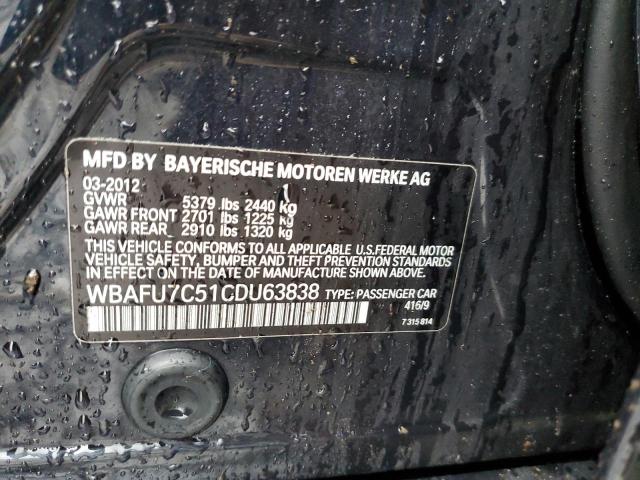 MFD BY BAYERISCHE MOTOREN WERKE AG
03-2012
GVWR 5379 lbs 2440 Kg
GAWR FRONT 2701 lbs 1225 Kg
GAWR REAR 2910 lbs 1320 Kg
THIS VEHICLE CONFORMS TO ALL APPLICABLE U.S.FEDERAL MOTOR
VEHICLE SAFETY, BUMPER AND THEFT PREVENTION STANDARDS
IN EFFECT ON DATE OF MANUFACTURE SHOWN ABOVE.
WBAFU7C51CDU63838 TYPE: PASSENGER CAR
416/9
7 315 814